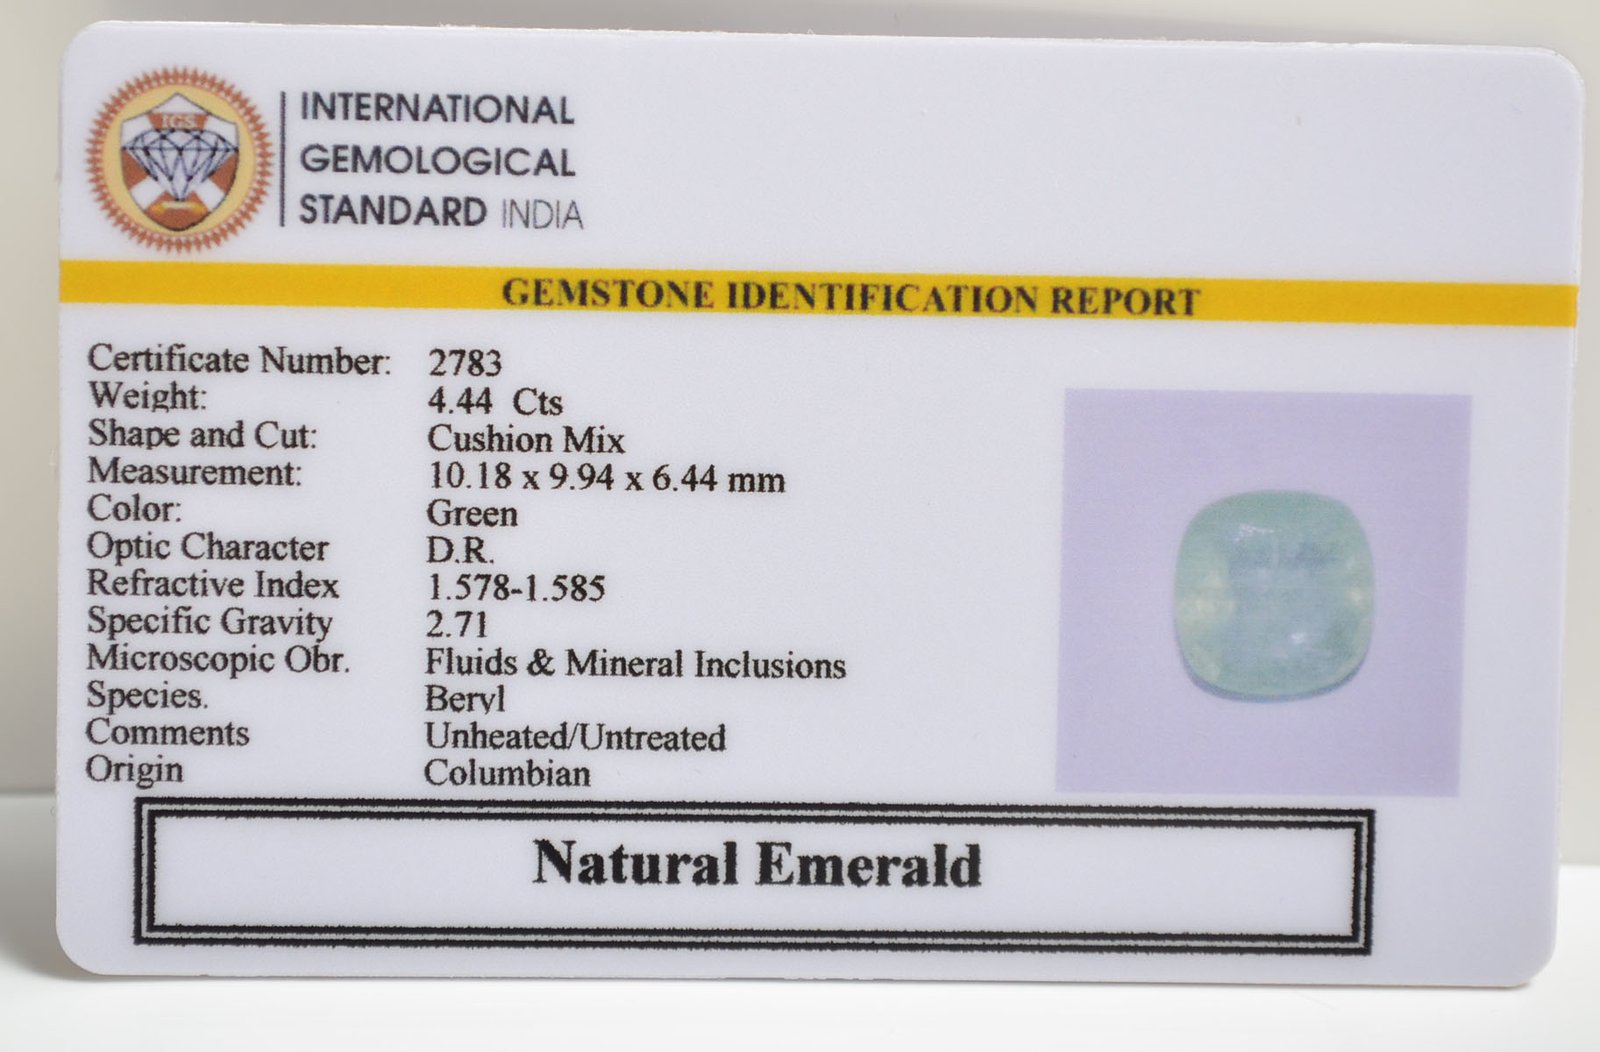 IGS
INTERNATIONAL
GEMOLOGICAL
STANDARD INDIA
GEMSTONE IDENTIFICATION REPORT
Certificate Number: 2783
Weight: 4.44 Cts
Shape and Cut: Cushion Mix
Measurement: 10.18 x 9.94 x 6.44 mm
Color: Green
Optic Character D.R.
Refractive Index 1.578-1.585
Specific Gravity 2.71
Microscopic Obr. Fluids & Mineral Inclusions
Species. Beryl
Comments Unheated/Untreated
Origin Columbian
Natural Emerald